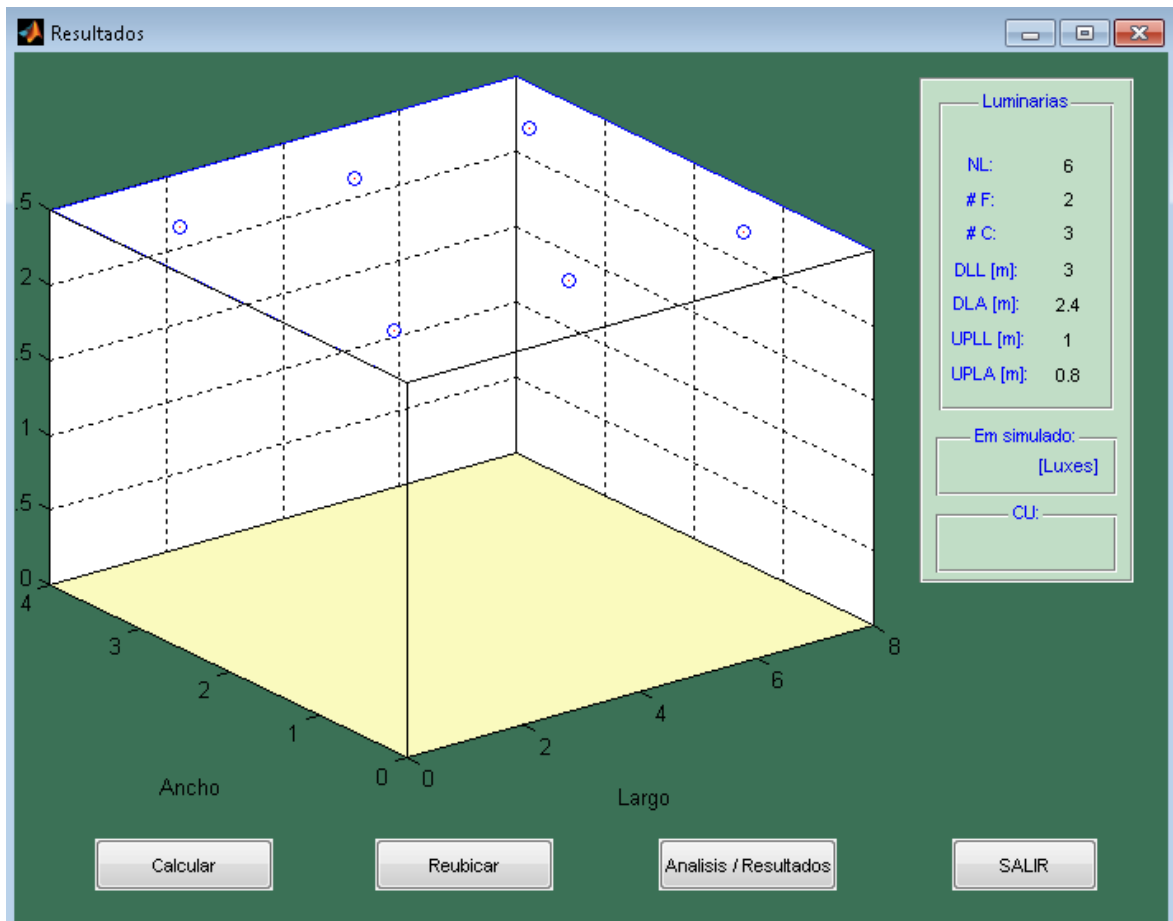 Resultados
.5
2
.5
1
.5
0
4
3
2
1
0
0
2
4
6
8
Ancho
Largo
Luminarias
NL: 6
# F: 2
# C: 3
DLL [m]: 3
DLA [m]: 2.4
UPLL [m]: 1
UPLA [m]: 0.8
Em simulado:
[Luxes]
CU:
Calcular
Reubicar
Analisis / Resultados
SALIR